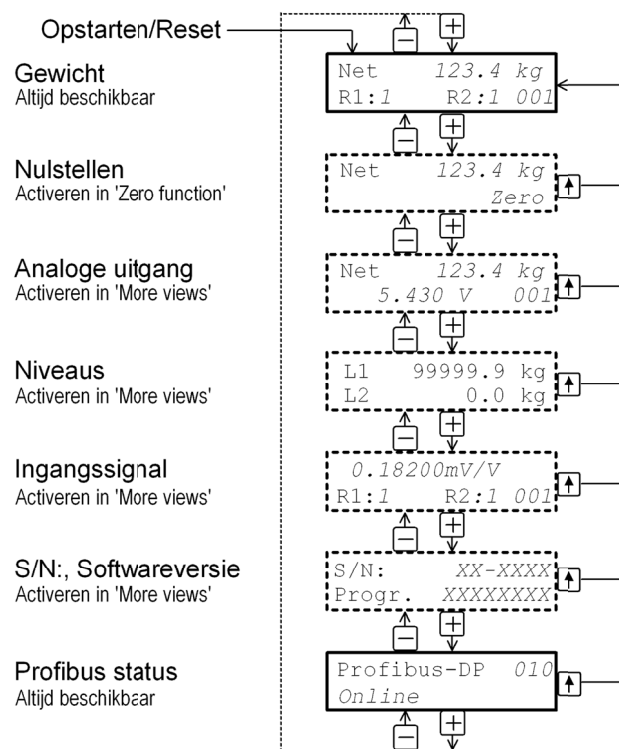 Opstarten/Reset
Gewicht
Altijd beschikbaar
Net 123.4 kg
R1:1 R2:1 001
Nulstellen
Activeren in 'Zero function'
Net 123.4 kg
Zero
Analoge uitgang
Activeren in 'More views'
Net 123.4 kg
5.430 V 001
Niveaus
Activeren in 'More views'
L1 99999.9 kg
L2 0.0 kg
Ingangssignaal
Activeren in 'More views'
0.18200mV/V
R1:1 R2:1 001
S/N:, Softwareversie
Activeren in 'More views'
S/N: XX-XXXX
Progr. XXXXXXXX
Profibus status
Altijd beschikbaar
Profibus-DP 010
Online